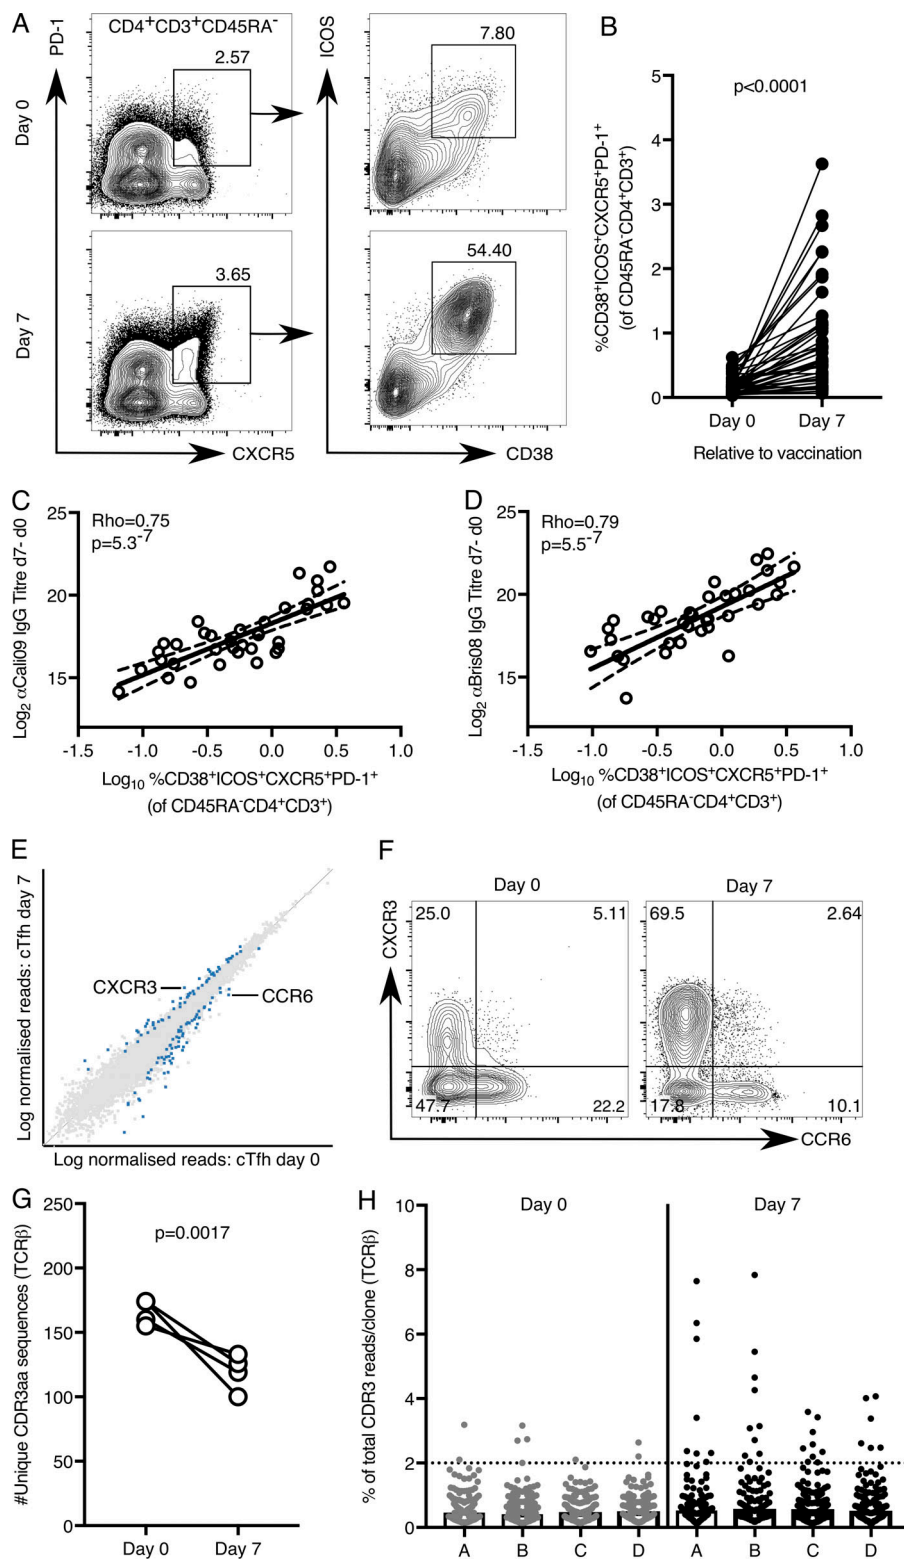 A
PD-1
CD4⁺CD3⁺CD45RA⁻
2.57
ICOS
7.80
Day 0
3.65
54.40
Day 7
CXCR5
CD38
B
p<0.0001
5
4
3
2
1
0
%CD38⁺ICOS⁺CXCR5⁺PD-1⁺
(of CD45RA⁻CD4⁺CD3⁺)
Day 0 Day 7
Relative to vaccination
C
Rho=0.75
p=5.3⁻⁷
Log₂ αCali09 IgG Titre d7- d0
25
20
15
-1.5 -1.0 -0.5 0.0 0.5 1.0
Log₁₀ %CD38⁺ICOS⁺CXCR5⁺PD-1⁺
(of CD45RA⁻CD4⁺CD3⁺)
D
Rho=0.79
p=5.5⁻⁷
Log₂ αBris08 IgG Titre d7- d0
25
20
15
-1.5 -1.0 -0.5 0.0 0.5 1.0
Log₁₀ %CD38⁺ICOS⁺CXCR5⁺PD-1⁺
(of CD45RA⁻CD4⁺CD3⁺)
E
Log normalised reads: cTfh day 7
CXCR3
CCR6
Log normalised reads: cTfh day 0
F
Day 0 Day 7
CXCR3
25.0 5.11
47.7 22.2
69.5 2.64
17.8 10.1
CCR6
G
p=0.0017
#Unique CDR3aa sequences (TCRβ)
250
200
150
100
50
0
Day 0 Day 7
H
Day 0 Day 7
% of total CDR3 reads/clone (TCRβ)
10
8
6
4
2
0
A B C D A B C D